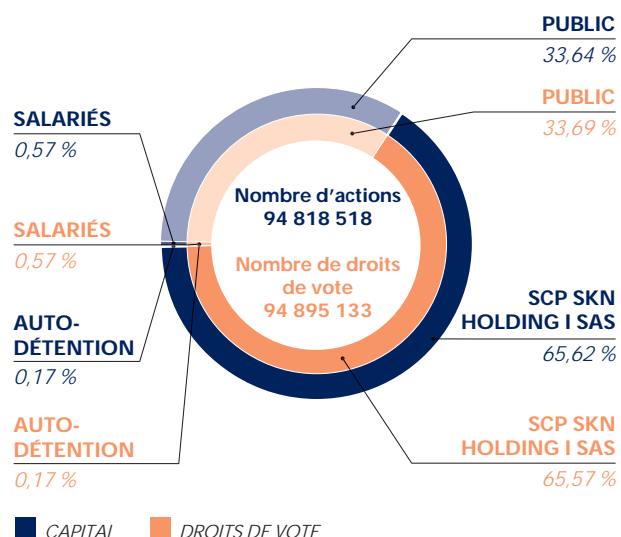 PUBLIC
33,64 %
PUBLIC
33,69 %
SALARIÉS
0,57 %
SALARIÉS
0,57 %
AUTO-
DÉTENTION
0,17 %
AUTO-
DÉTENTION
0,17 %
Nombre d'actions
94 818 518
Nombre de droits
de vote
94 895 133
SCP SKN
HOLDING I SAS
65,62 %
SCP SKN
HOLDING I SAS
65,57 %
CAPITAL
DROITS DE VOTE